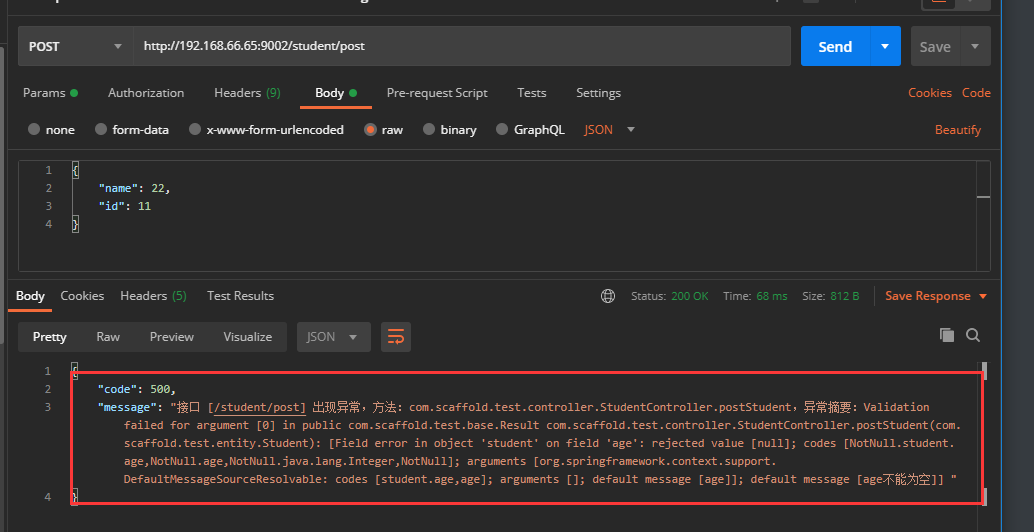 POST
http://192.168.66.65:9002/student/post
Send
Save
Params
Authorization
Headers (9)
Body
Pre-request Script
Tests
Settings
Cookies Code
none
form-data
x-www-form-urlencoded
raw
binary
GraphQL
JSON
Beautify
1 {
2 "name": 22,
3 "id": 11
4 }
Body
Cookies
Headers (5)
Test Results
Status: 200 OK
Time: 68 ms
Size: 812 B
Save Response
Pretty
Raw
Preview
Visualize
JSON
1 {
2 "code": 500,
3 "message": "接口 [/student/post] 出现异常，方法: com.scaffold.test.controller.StudentController.postStudent，异常摘要: Validation
failed for argument [0] in public com.scaffold.test.base.Result com.scaffold.test.controller.StudentController.postStudent(com.
scaffold.test.entity.Student): [Field error in object 'student' on field 'age': rejected value [null]; codes [NotNull.student.
age,NotNull.age,NotNull.java.lang.Integer,NotNull]; arguments [org.springframework.context.support.
DefaultMessageSourceResolvable: codes [student.age,age]; arguments []; default message [age]]; default message [age不能为空]] "
4 }